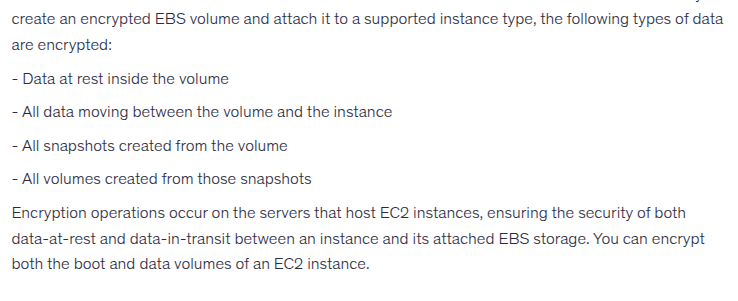 create an encrypted EBS volume and attach it to a supported instance type, the following types of data
are encrypted:
- Data at rest inside the volume
- All data moving between the volume and the instance
- All snapshots created from the volume
- All volumes created from those snapshots
Encryption operations occur on the servers that host EC2 instances, ensuring the security of both
data-at-rest and data-in-transit between an instance and its attached EBS storage. You can encrypt
both the boot and data volumes of an EC2 instance.